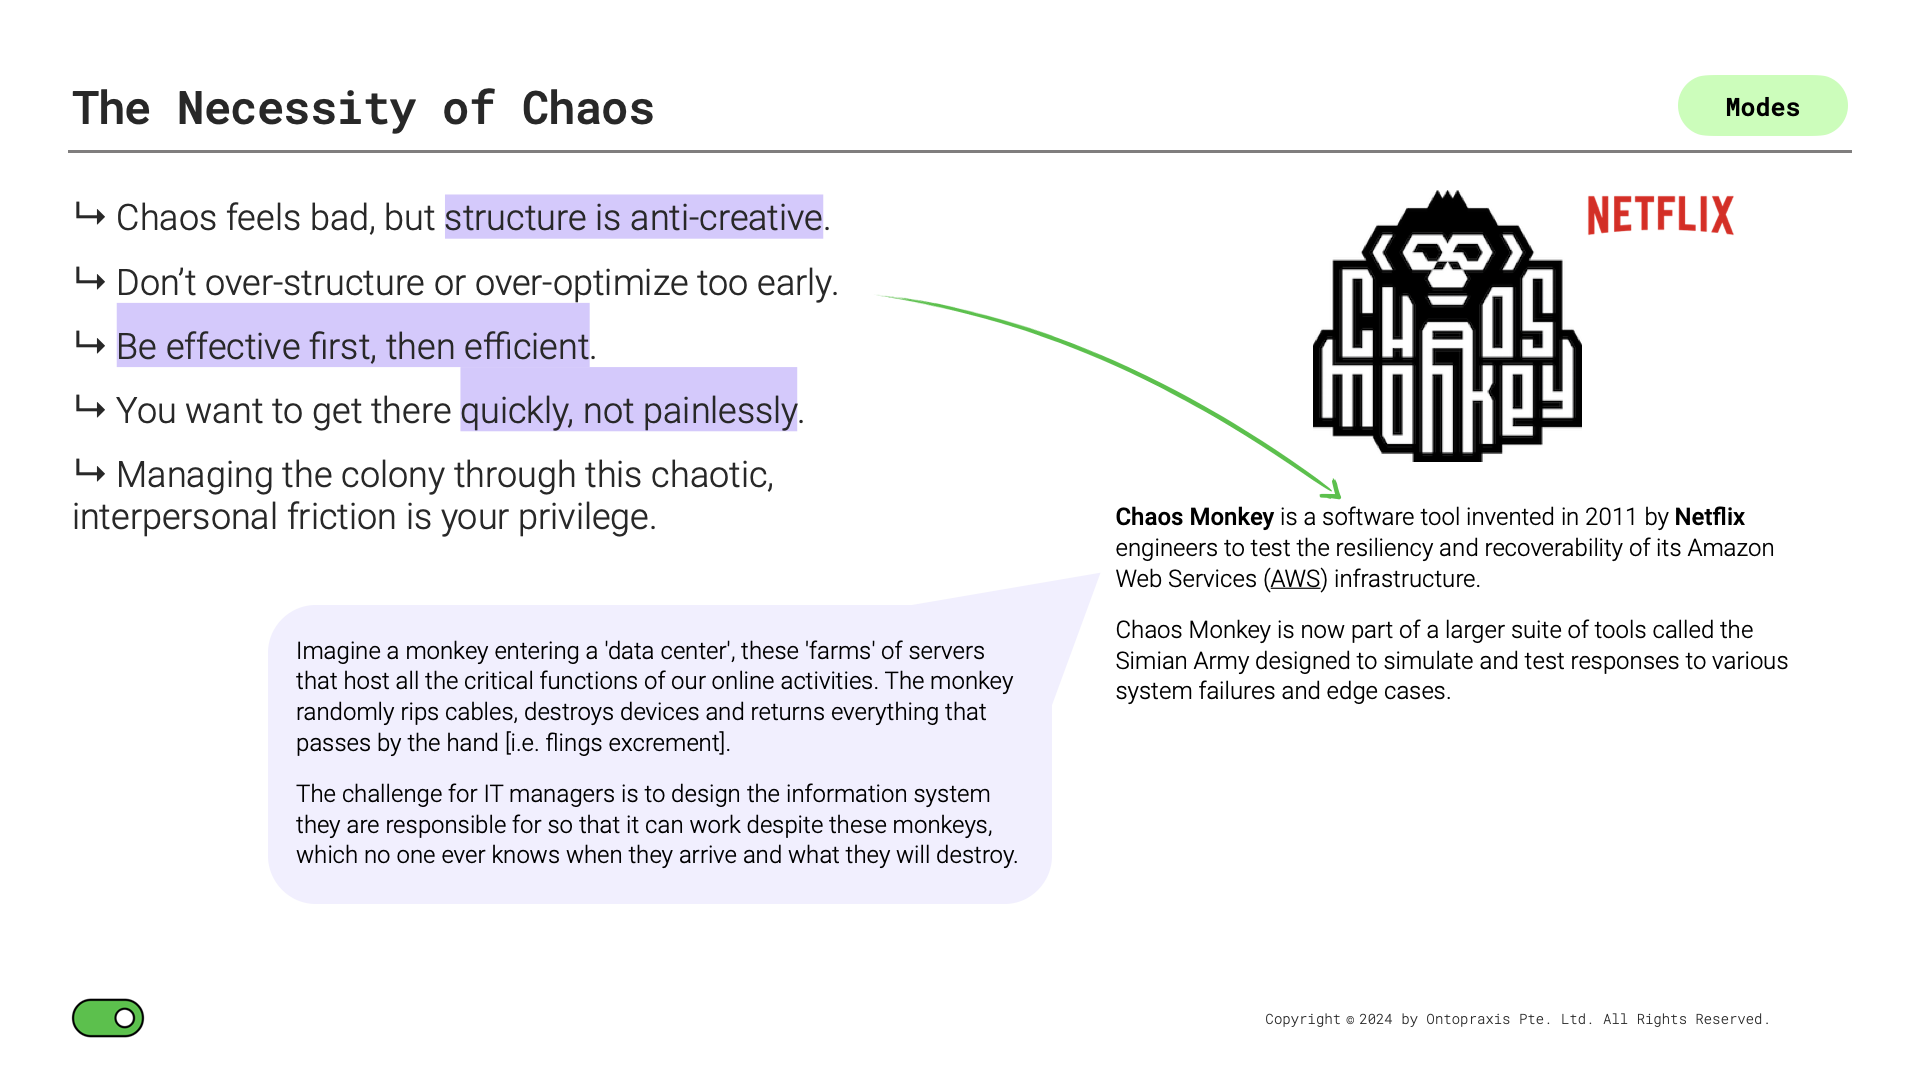 The Necessity of Chaos
Modes
↳ Chaos feels bad, but structure is anti-creative.
↳ Don’t over-structure or over-optimize too early.
↳ Be effective first, then efficient.
↳ You want to get there quickly, not painlessly.
↳ Managing the colony through this chaotic,
interpersonal friction is your privilege.
NETFLIX
CHAOS
MONKEY
Chaos Monkey is a software tool invented in 2011 by Netflix
engineers to test the resiliency and recoverability of its Amazon
Web Services (AWS) infrastructure.
Chaos Monkey is now part of a larger suite of tools called the
Simian Army designed to simulate and test responses to various
system failures and edge cases.
Imagine a monkey entering a 'data center', these 'farms' of servers
that host all the critical functions of our online activities. The monkey
randomly rips cables, destroys devices and returns everything that
passes by the hand [i.e. flings excrement].
The challenge for IT managers is to design the information system
they are responsible for so that it can work despite these monkeys,
which no one ever knows when they arrive and what they will destroy.
Copyright © 2024 by Ontopraxis Pte. Ltd. All Rights Reserved.